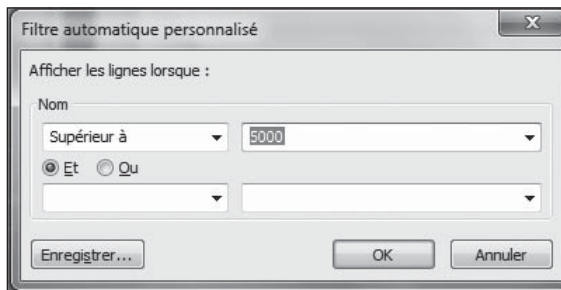 Filtre automatique personnalisé
Afficher les lignes lorsque :
Nom
Supérieur à 5000
Et Ou
Enregistrer... OK Annuler